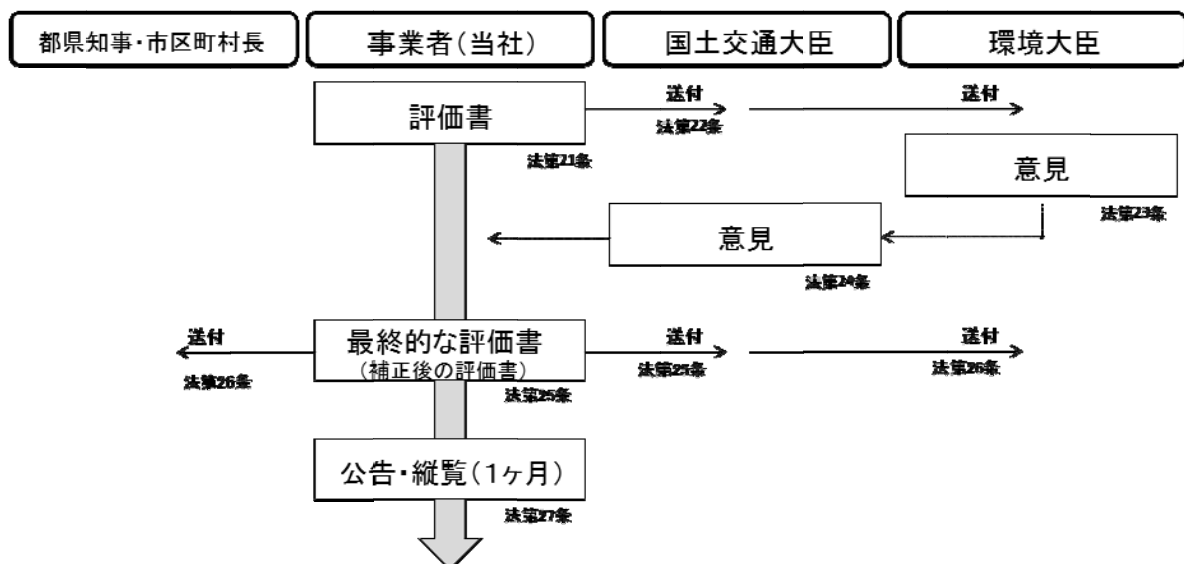 都県知事・市区町村長
事業者(当社)
国土交通大臣
環境大臣
評価書
送付
送付
法第22条
法第21条
意見
法第23条
意見
法第24条
送付
最終的な評価書
(補正後の評価書)
送付
送付
法第26条
法第25条
法第25条
法第26条
公告・縦覧(1ヶ月)
法第27条